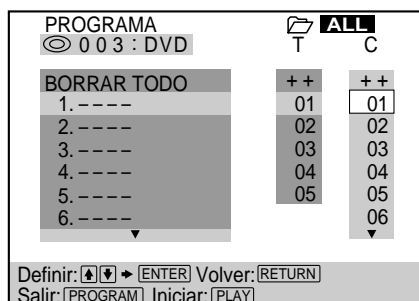 PROGRAMA ALL
003:DVD T C
BORRAR TODO ++ ++
1. – – – – 01 01
2. – – – – 02 02
3. – – – – 03 03
4. – – – – 04 04
5. – – – – 05 05
6. – – – – 06
Definir: ENTER Volver: RETURN
Salir: PROGRAM Iniciar: PLAY